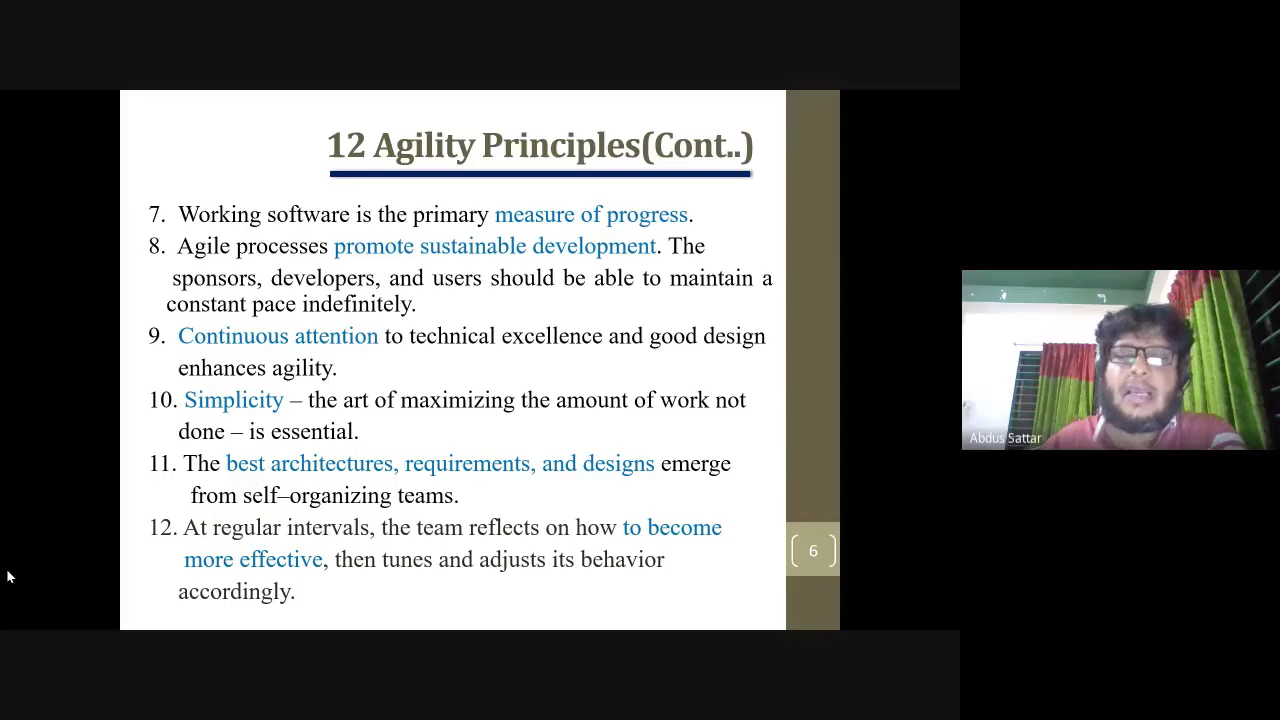 12 Agility Principles(Cont..)
7. Working software is the primary measure of progress.
8. Agile processes promote sustainable development. The
sponsors, developers, and users should be able to maintain a
constant pace indefinitely.
9. Continuous attention to technical excellence and good design
enhances agility.
10. Simplicity – the art of maximizing the amount of work not
done – is essential.
11. The best architectures, requirements, and designs emerge
from self–organizing teams.
12. At regular intervals, the team reflects on how to become
more effective, then tunes and adjusts its behavior
accordingly.
6
Abdus Sattar